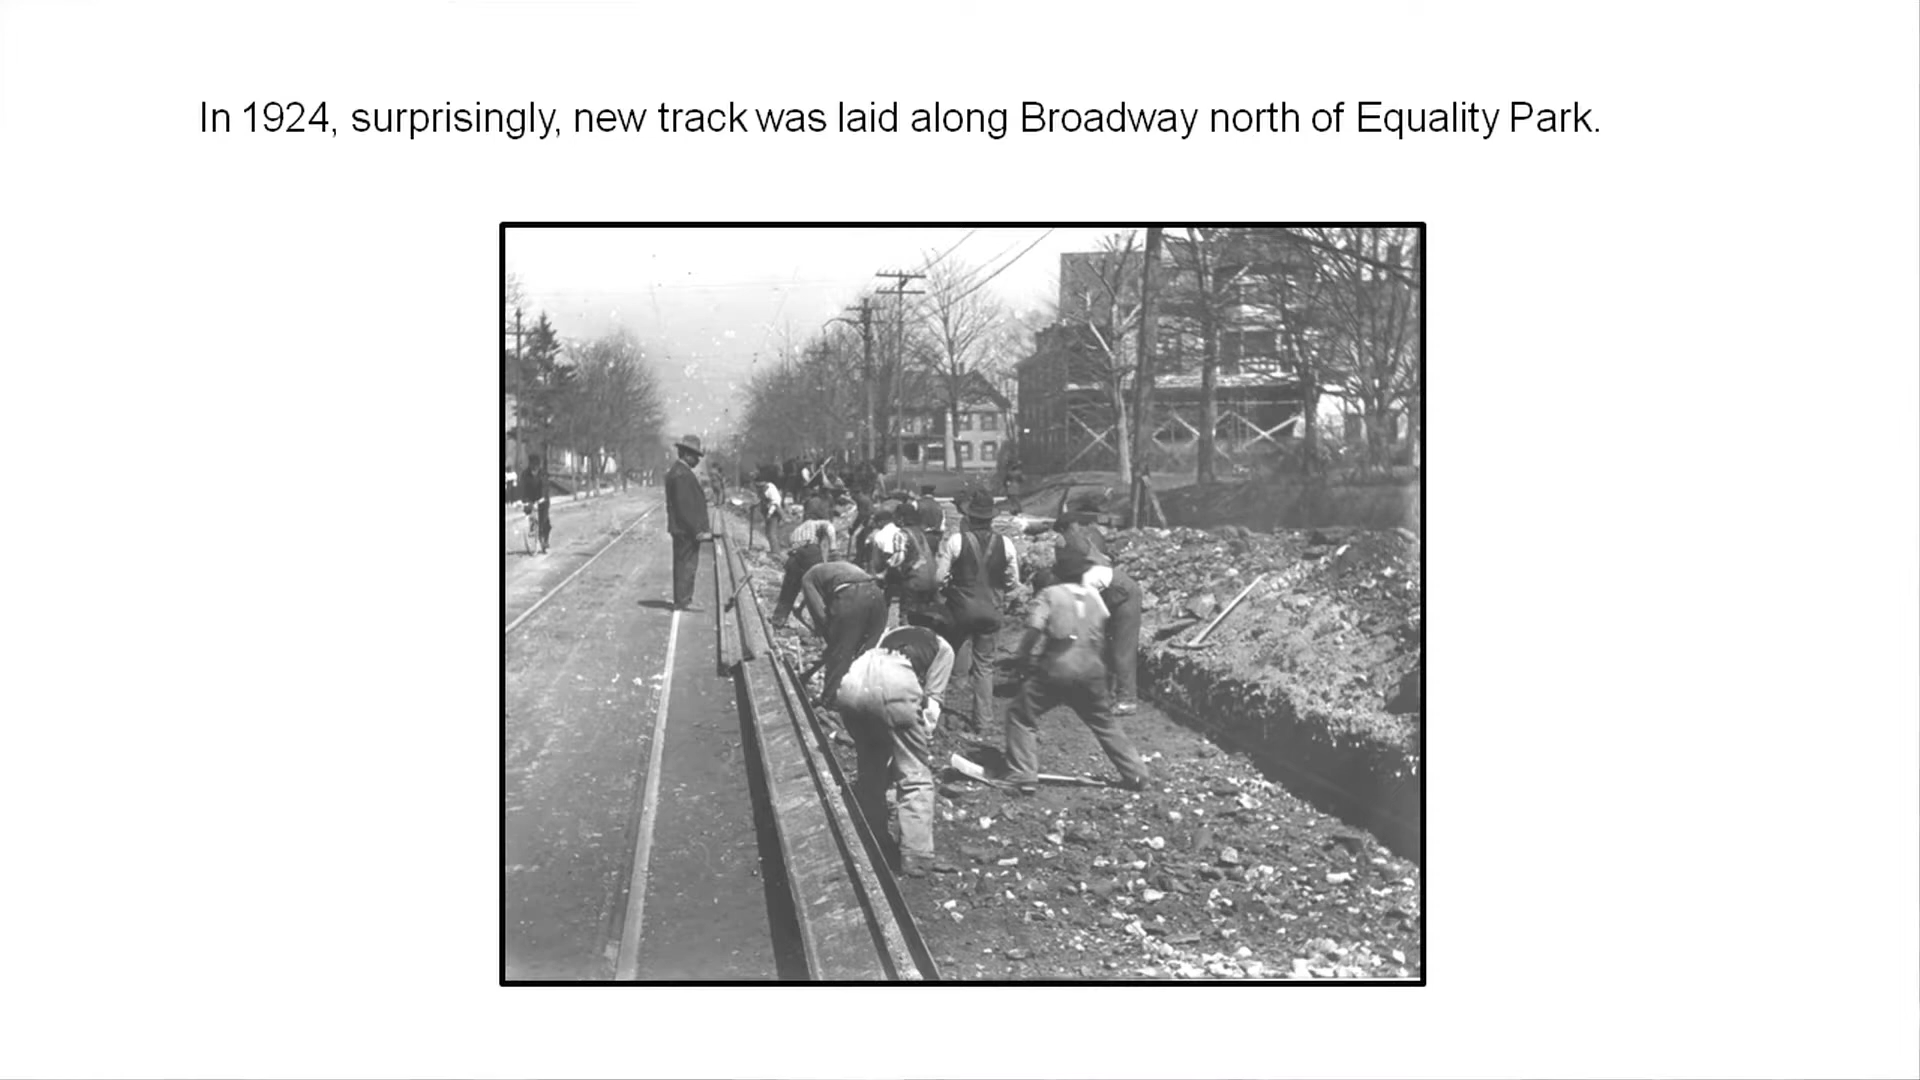 In 1924, surprisingly, new track was laid along Broadway north of Equality Park.